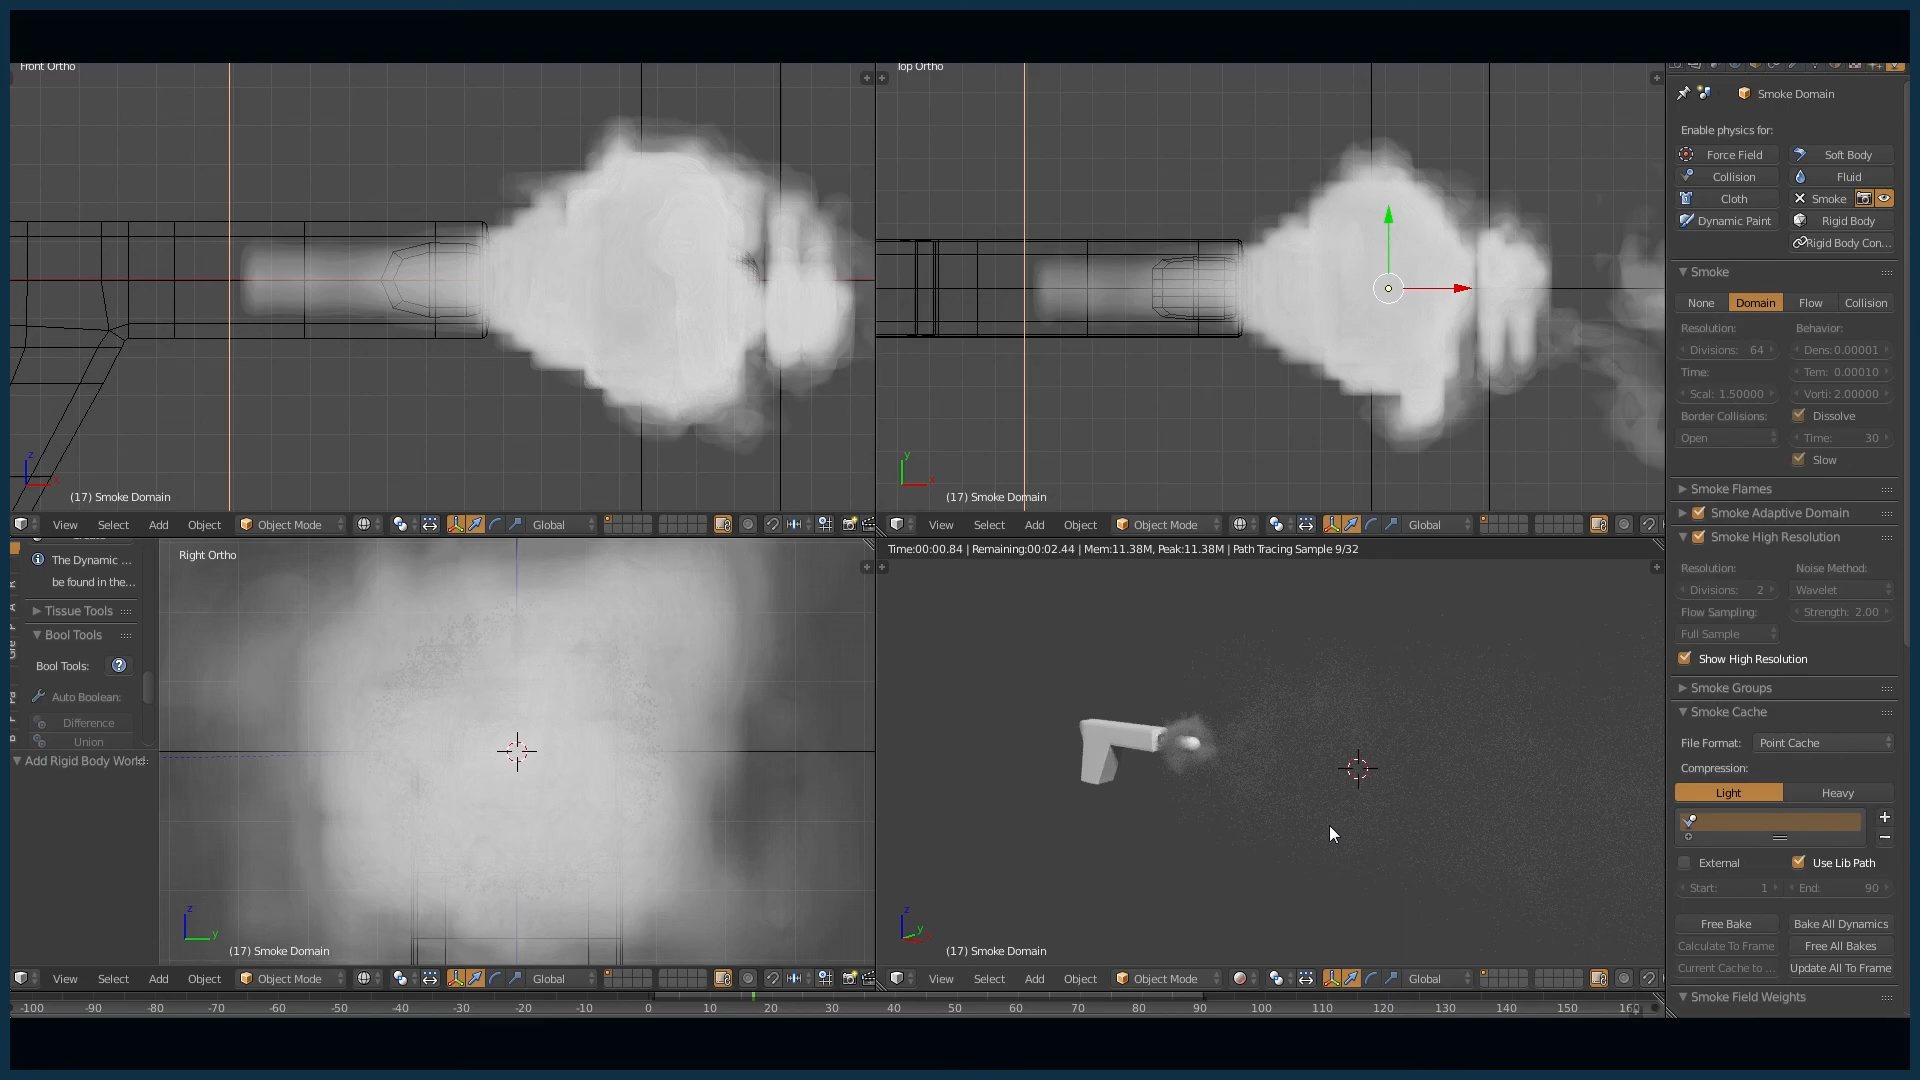 Front Ortho
Top Ortho
Smoke Domain
Enable physics for:
Force Field
Soft Body
Collision
Fluid
Cloth
Smoke
Dynamic Paint
Rigid Body
Rigid Body Con...
Smoke
None
Domain
Flow
Collision
Resolution:
Behavior:
Divisions: 64
Dens: 0.00001
Time:
Tem: 0.00010
Scal: 1.50000
Vorti: 2.00000
Border Collisions:
Dissolve
Open
Time: 30
Slow
(17) Smoke Domain
(17) Smoke Domain
Smoke Flames
Smoke Adaptive Domain
View Select Add Object Object Mode Global
View Select Add Object Object Mode Global
Smoke High Resolution
Time:00:00.84 | Remaining:00:02.44 | Mem:11.38M, Peak:11.38M | Path Tracing Sample 9/32
Right Ortho
The Dynamic ...
be found in the...
Resolution:
Noise Method:
Divisions: 2
Wavelet
Flow Sampling:
Strength: 2.00
Full Sample
Tissue Tools
Bool Tools
Bool Tools:
Show High Resolution
Auto Boolean:
Difference
Union
Smoke Groups
Smoke Cache
File Format:
Point Cache
Add Rigid Body World
Compression:
Light
Heavy
External
Use Lib Path
Start: 1
End: 90
Free Bake
Bake All Dynamics
Calculate To Frame
Free All Bakes
Current Cache to ...
Update All To Frame
(17) Smoke Domain
(17) Smoke Domain
View Select Add Object Object Mode Global
View Select Add Object Object Mode Global
Smoke Field Weights
-100 -90 -80 -70 -60 -50 -40 -30 -20 -10 0 10 20 30 40 50 60 70 80 90 100 110 120 130 140 150 160